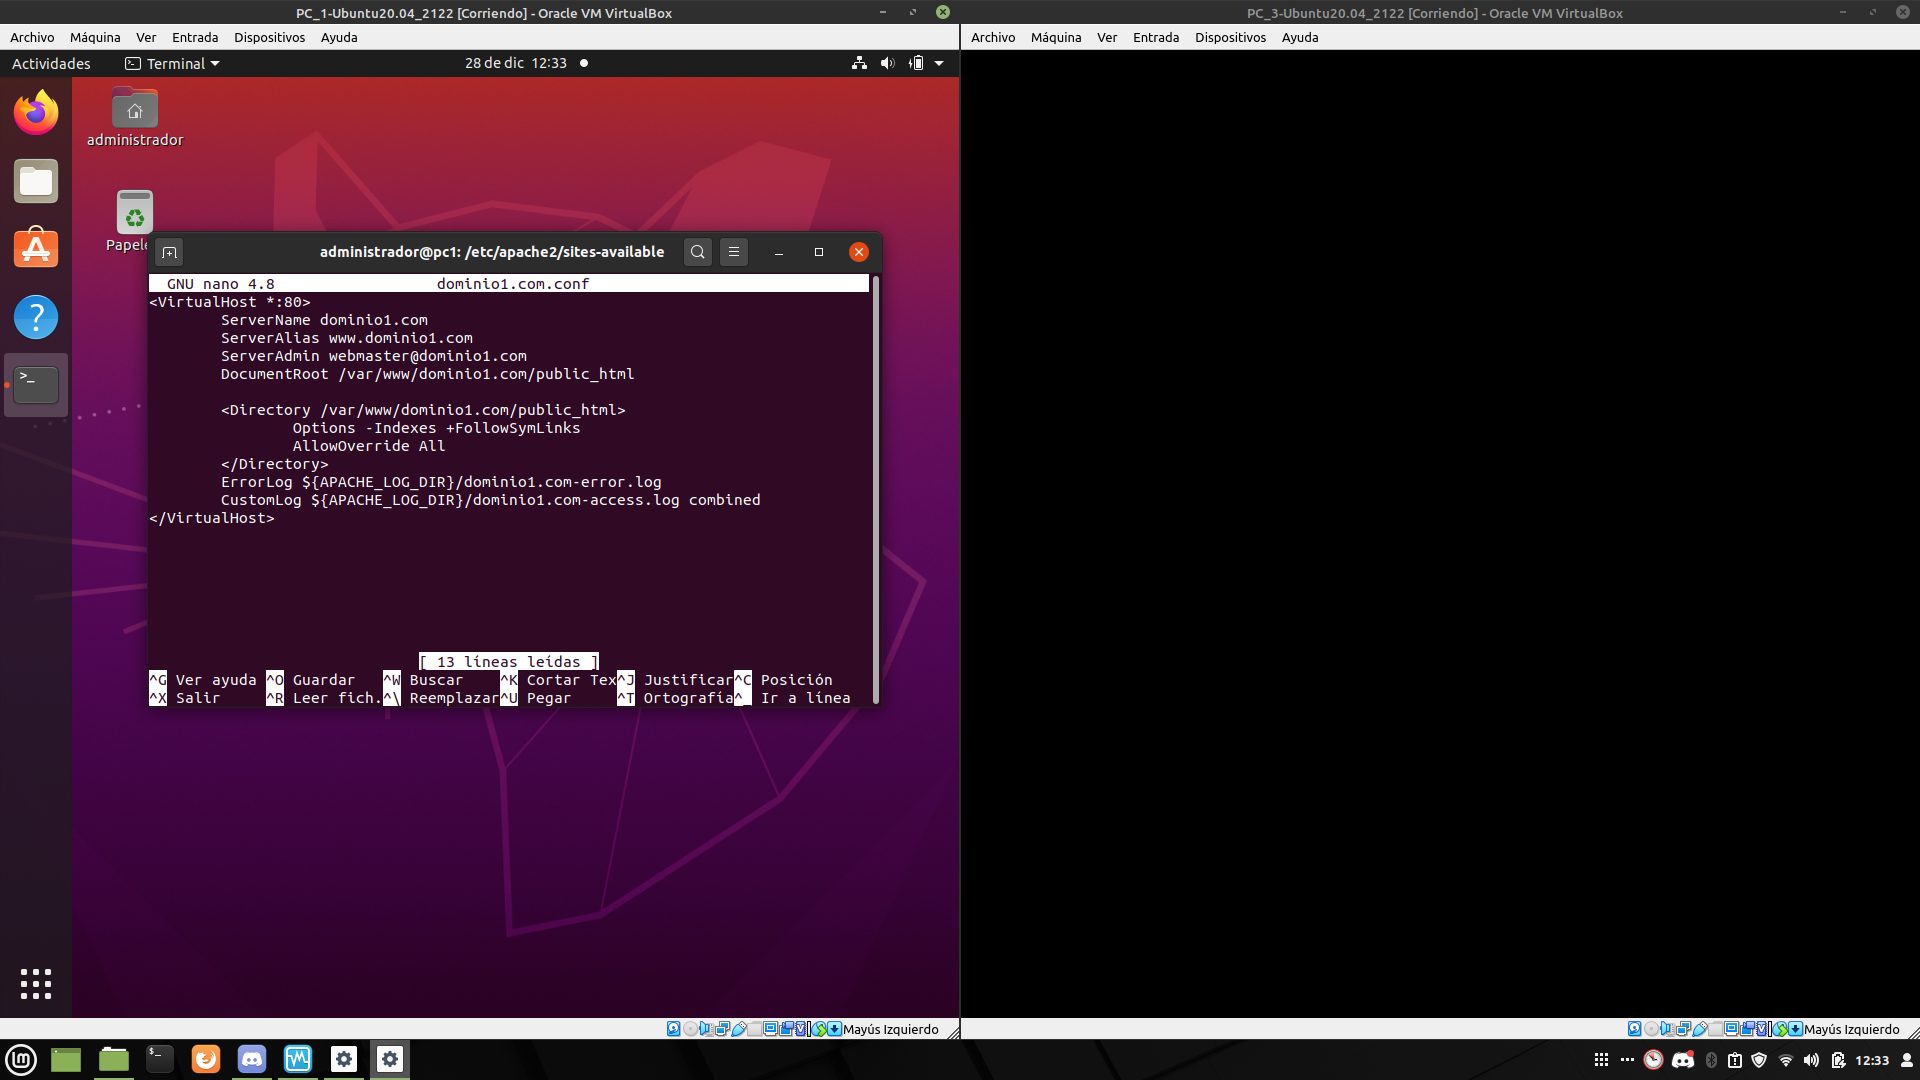 PC_1-Ubuntu20.04_2122 [Corriendo] - Oracle VM VirtualBox
Archivo Máquina Ver Entrada Dispositivos Ayuda
Actividades Terminal 28 de dic 12:33
administrador
Papele
administrador@pc1: /etc/apache2/sites-available
GNU nano 4.8 dominio1.com.conf
<VirtualHost *:80>
ServerName dominio1.com
ServerAlias www.dominio1.com
ServerAdmin webmaster@dominio1.com
DocumentRoot /var/www/dominio1.com/public_html
<Directory /var/www/dominio1.com/public_html>
Options -Indexes +FollowSymLinks
AllowOverride All
</Directory>
ErrorLog ${APACHE_LOG_DIR}/dominio1.com-error.log
CustomLog ${APACHE_LOG_DIR}/dominio1.com-access.log combined
</VirtualHost>
[ 13 líneas leídas ]
^G Ver ayuda ^O Guardar ^W Buscar ^K Cortar Tex^J Justificar^C Posición
^X Salir ^R Leer fich.^\ Reemplazar^U Pegar ^T Ortografía^_ Ir a línea
Mayús Izquierdo
PC_3-Ubuntu20.04_2122 [Corriendo] - Oracle VM VirtualBox
Archivo Máquina Ver Entrada Dispositivos Ayuda
Mayús Izquierdo
12:33